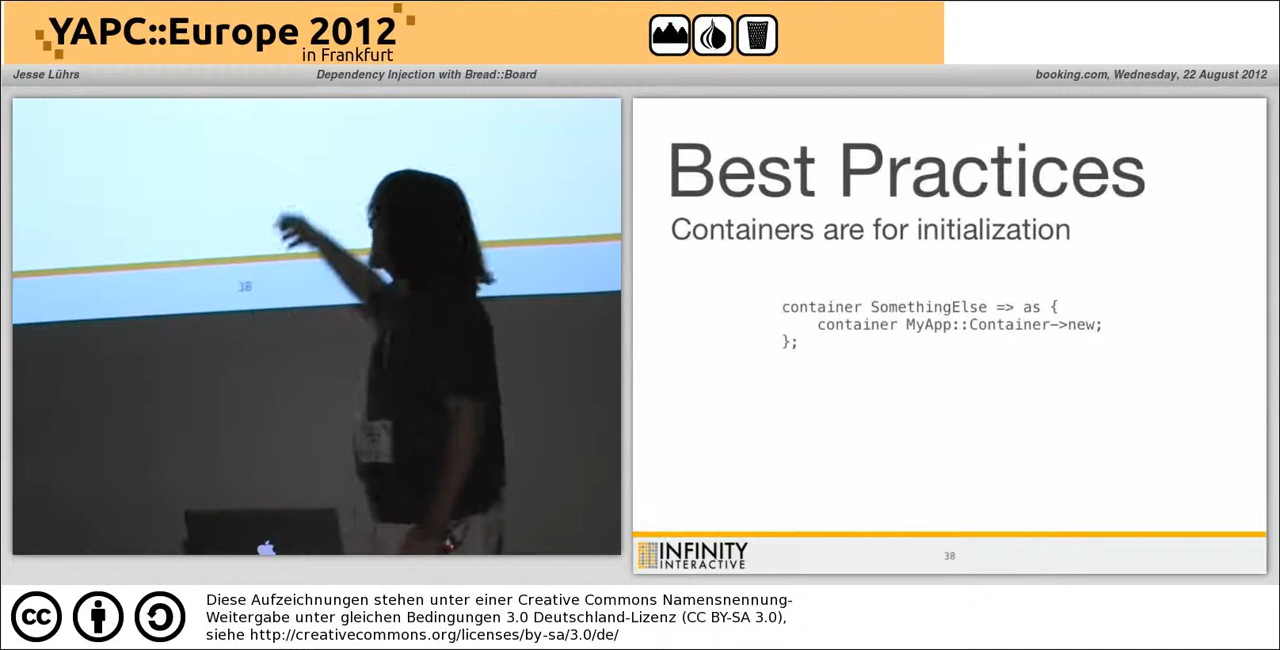 YAPC::Europe 2012
in Frankfurt
Jesse Lührs
Dependency Injection with Bread::Board
booking.com, Wednesday, 22 August 2012
38
Best Practices
Containers are for initialization
container SomethingElse => as {
    container MyApp::Container->new;
};
INFINITY
INTERACTIVE
38
cc
Diese Aufzeichnungen stehen unter einer Creative Commons Namensnennung-
Weitergabe unter gleichen Bedingungen 3.0 Deutschland-Lizenz (CC BY-SA 3.0),
siehe http://creativecommons.org/licenses/by-sa/3.0/de/